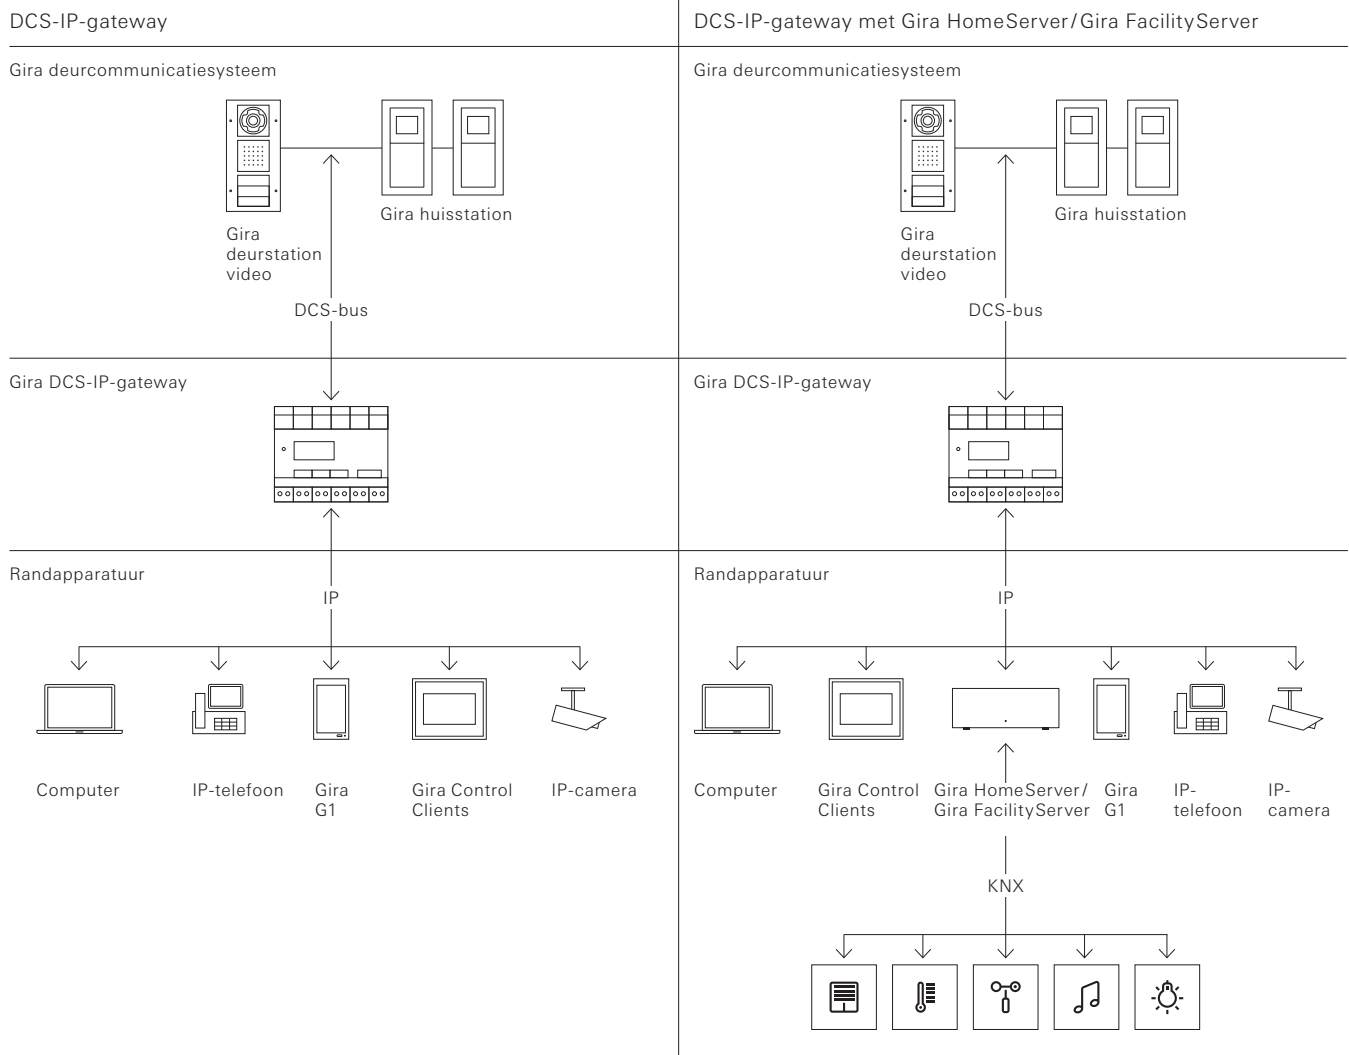 DCS-IP-gateway
Gira deurcommunicatiesysteem
Gira huisstation
Gira
deurstation
video
DCS-bus
Gira DCS-IP-gateway
Randapparatuur
IP
Computer
IP-telefoon
Gira
G1
Gira Control
Clients
IP-camera
DCS-IP-gateway met Gira HomeServer/Gira FacilityServer
Gira deurcommunicatiesysteem
Gira huisstation
Gira
deurstation
video
DCS-bus
Gira DCS-IP-gateway
Randapparatuur
IP
Computer
Gira Control
Clients
Gira HomeServer/
Gira FacilityServer
Gira
G1
IP-
telefoon
IP-
camera
KNX